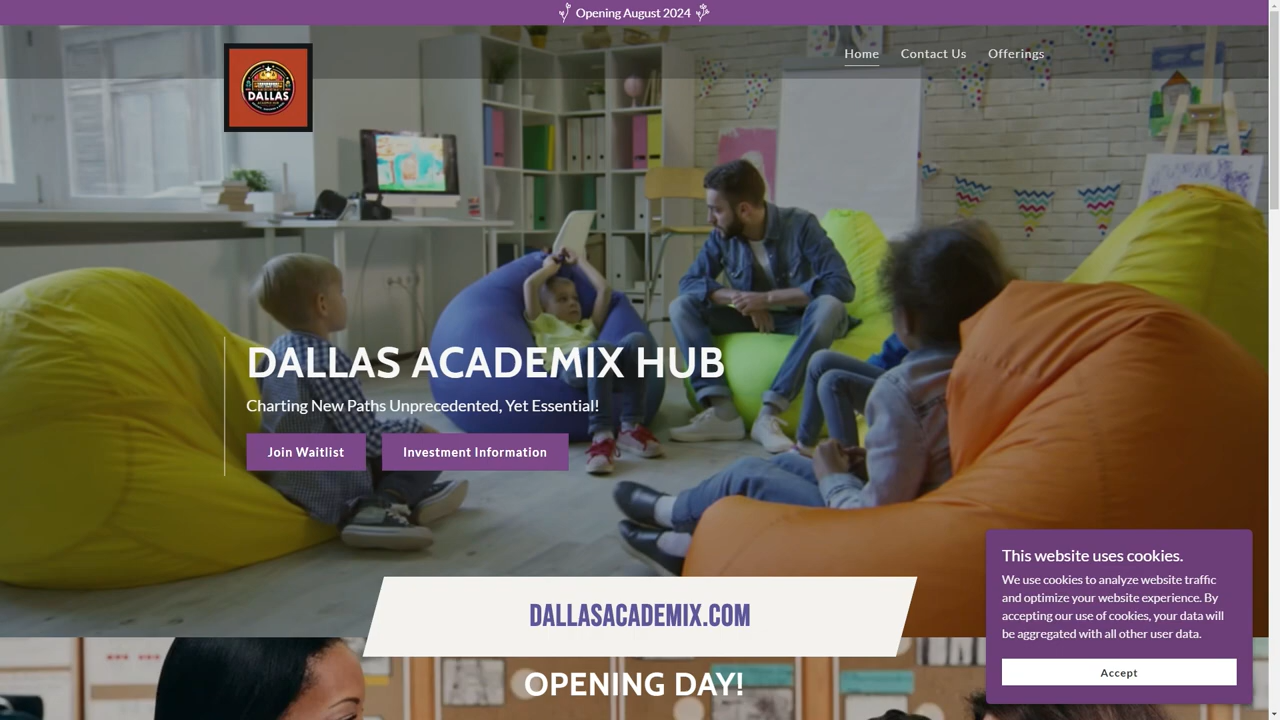 Opening August 2024
Home
Contact Us
Offerings
DALLAS
DALLAS ACADEMIX HUB
Charting New Paths Unprecedented, Yet Essential!
Join Waitlist
Investment Information
DALLASACADEMIX.COM
OPENING DAY!
This website uses cookies.
We use cookies to analyze website traffic
and optimize your website experience. By
accepting our use of cookies, your data will
be aggregated with all other user data.
Accept